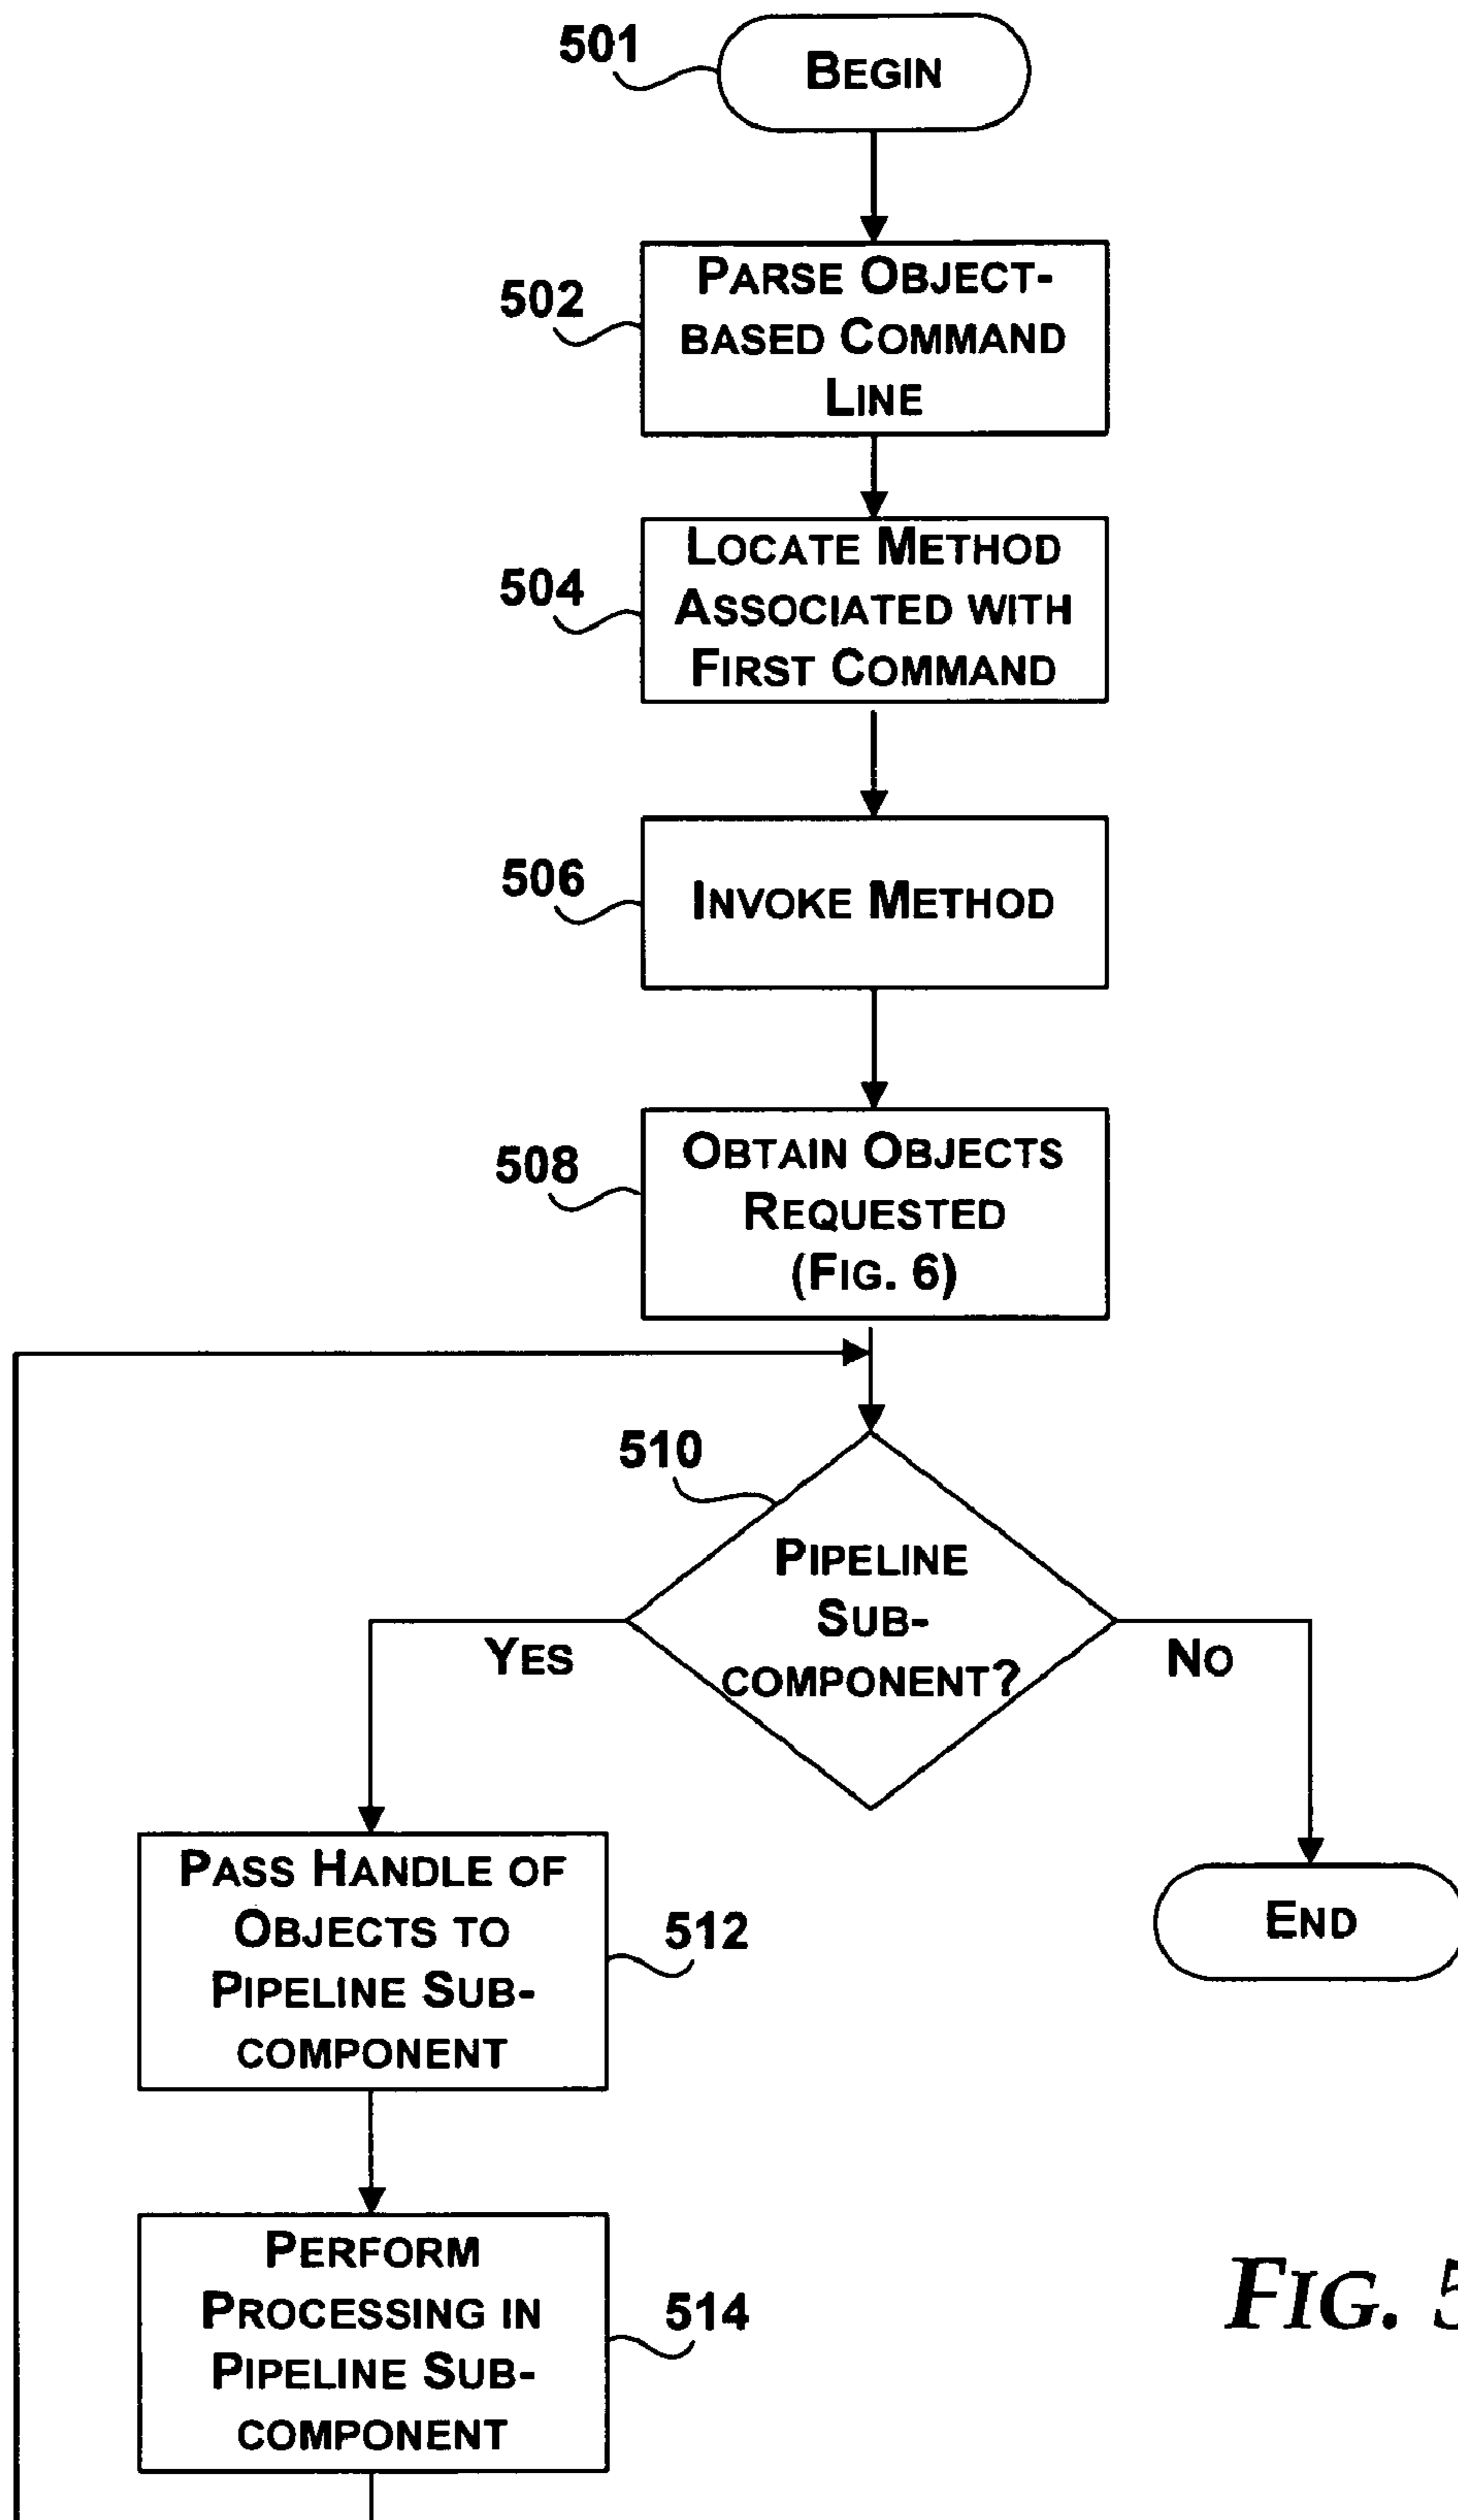 501
BEGIN
502
PARSE OBJECT-
BASED COMMAND
LINE
504
LOCATE METHOD
ASSOCIATED WITH
FIRST COMMAND
506
INVOKE METHOD
508
OBTAIN OBJECTS
REQUESTED
(FIG. 6)
510
PIPELINE
SUB-
COMPONENT?
YES
NO
PASS HANDLE OF
OBJECTS TO
PIPELINE SUB-
COMPONENT
512
END
PERFORM
PROCESSING IN
PIPELINE SUB-
COMPONENT
514
FIG. 5